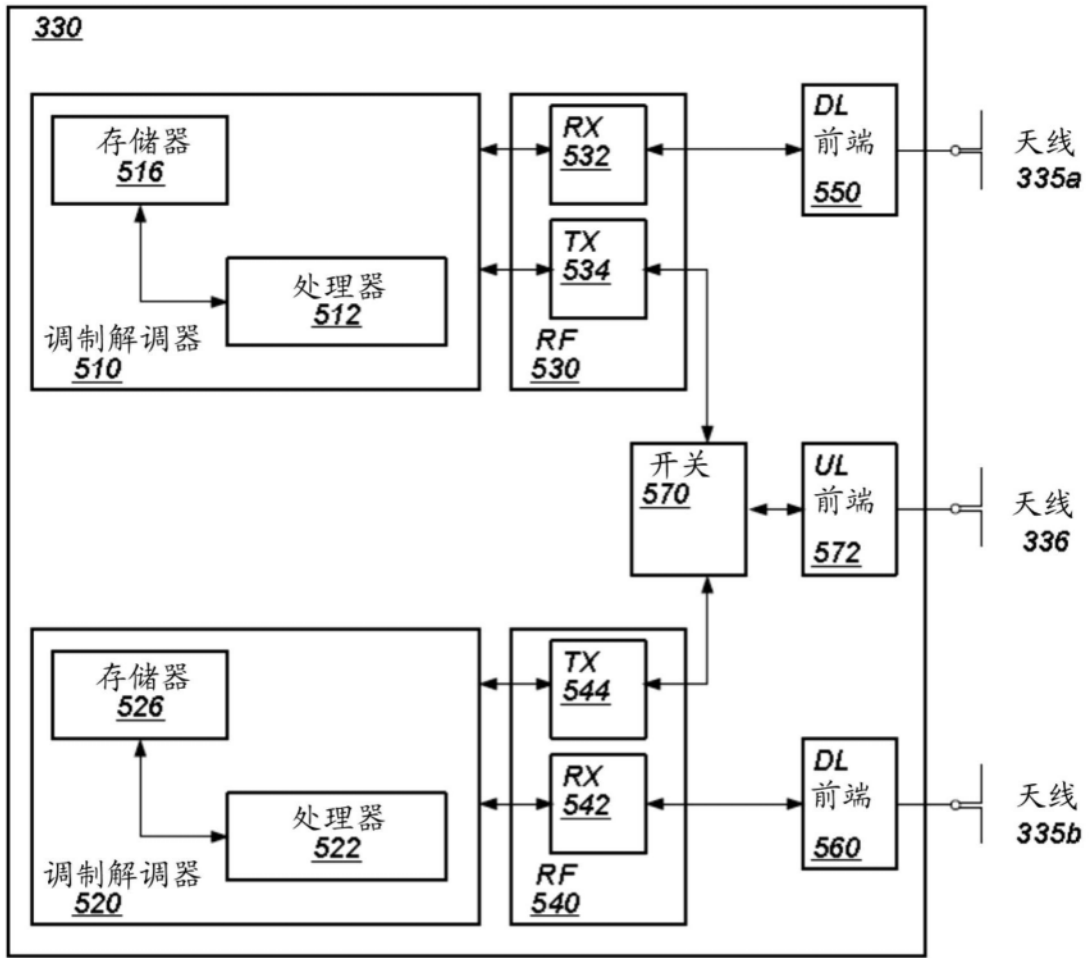 330
存储器
516
处理器
512
调制解调器
510
RX
532
TX
534
RF
530
DL
前端
550
天线
335a
开关
570
UL
前端
572
天线
336
存储器
526
处理器
522
调制解调器
520
TX
544
RX
542
RF
540
DL
前端
560
天线
335b